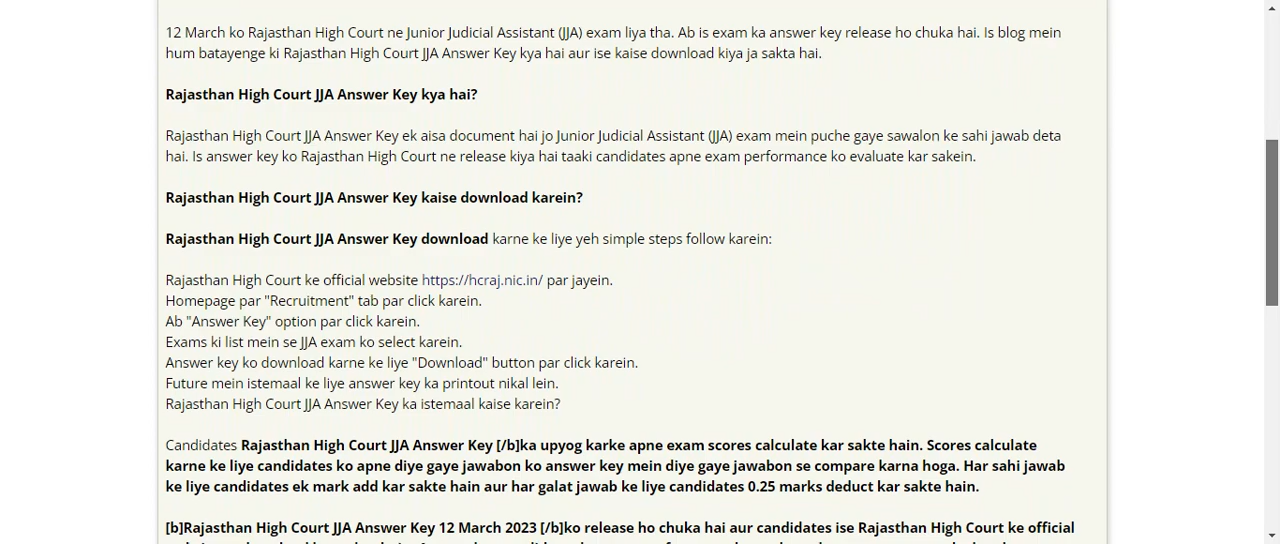 12 March ko Rajasthan High Court ne Junior Judicial Assistant (JJA) exam liya tha. Ab is exam ka answer key release ho chuka hai. Is blog mein
hum batayenge ki Rajasthan High Court JJA Answer Key kya hai aur ise kaise download kiya ja sakta hai.
Rajasthan High Court JJA Answer Key kya hai?
Rajasthan High Court JJA Answer Key ek aisa document hai jo Junior Judicial Assistant (JJA) exam mein puche gaye sawalon ke sahi jawab deta
hai. Is answer key ko Rajasthan High Court ne release kiya hai taaki candidates apne exam performance ko evaluate kar sakein.
Rajasthan High Court JJA Answer Key kaise download karein?
Rajasthan High Court JJA Answer Key download karne ke liye yeh simple steps follow karein:
Rajasthan High Court ke official website https://hcraj.nic.in/ par jayein.
Homepage par "Recruitment" tab par click karein.
Ab "Answer Key" option par click karein.
Exams ki list mein se JJA exam ko select karein.
Answer key ko download karne ke liye "Download" button par click karein.
Future mein istemaal ke liye answer key ka printout nikal lein.
Rajasthan High Court JJA Answer Key ka istemaal kaise karein?
Candidates Rajasthan High Court JJA Answer Key [/b]ka upyog karke apne exam scores calculate kar sakte hain. Scores calculate
karne ke liye candidates ko apne diye gaye jawabon ko answer key mein diye gaye jawabon se compare karna hoga. Har sahi jawab
ke liye candidates ek mark add kar sakte hain aur har galat jawab ke liye candidates 0.25 marks deduct kar sakte hain.
[b]Rajasthan High Court JJA Answer Key 12 March 2023 [/b]ko release ho chuka hai aur candidates ise Rajasthan High Court ke official